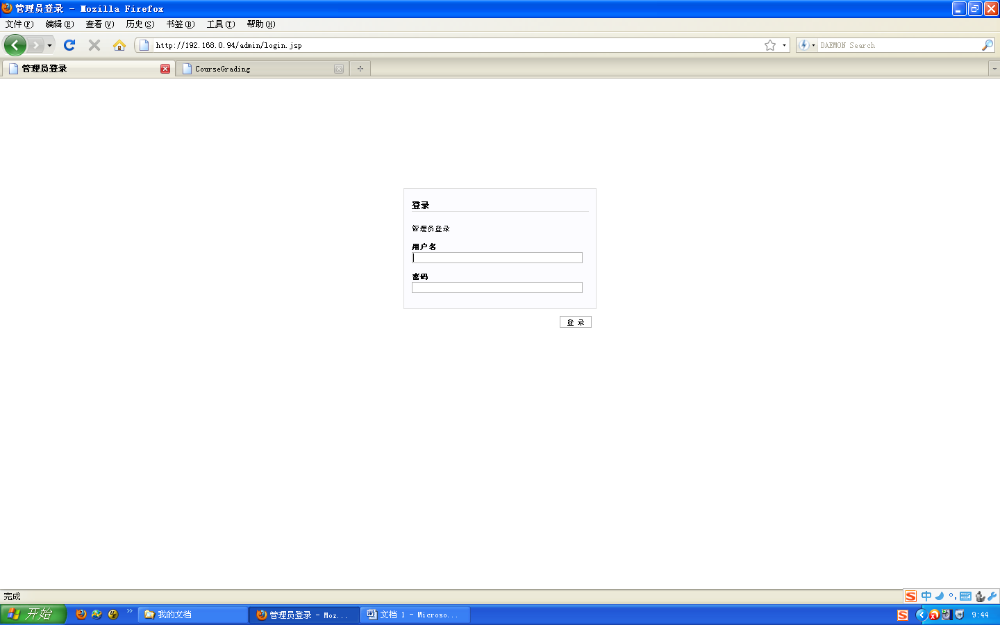 管理员登录 - Mozilla Firefox
文件(F) 编辑(E) 查看(V) 历史(S) 书签(B) 工具(T) 帮助(H)
http://192.168.0.94/admin/login.jsp DAEMON Search
管理员登录 CourseGrading
登录
管理员登录
用户名
密码
登 录
完成
中
开始 我的文档 管理员登录 - Moz... 文档 1 - Microso... 9:44